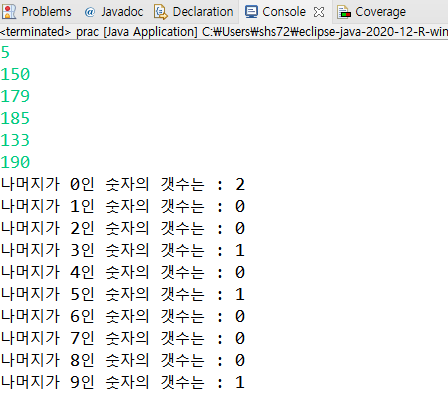 Problems @ Javadoc Declaration Console Coverage
<terminated> prac [Java Application] C:₩Users₩shs72₩eclipse-java-2020-12-R-win
5
150
179
185
133
190
나머지가 0인 숫자의 갯수는 : 2
나머지가 1인 숫자의 갯수는 : 0
나머지가 2인 숫자의 갯수는 : 0
나머지가 3인 숫자의 갯수는 : 1
나머지가 4인 숫자의 갯수는 : 0
나머지가 5인 숫자의 갯수는 : 1
나머지가 6인 숫자의 갯수는 : 0
나머지가 7인 숫자의 갯수는 : 0
나머지가 8인 숫자의 갯수는 : 0
나머지가 9인 숫자의 갯수는 : 1